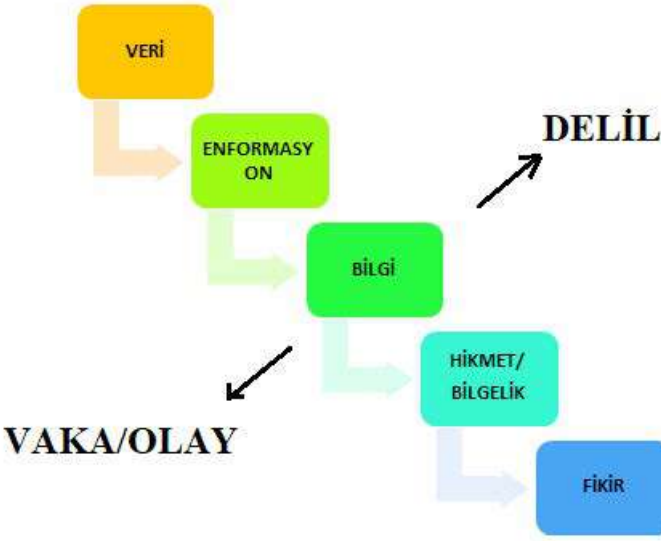 VERİ
ENFORMASY
ON
DELİL
BİLGİ
HİKMET/
BİLGELİK
VAKA/OLAY
FİKİR